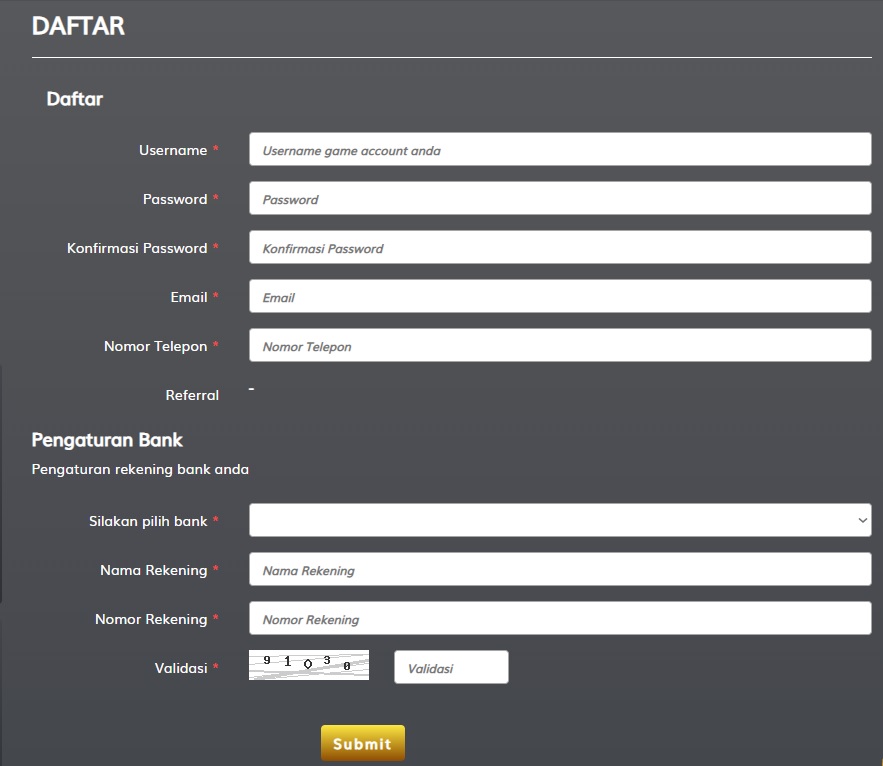 DAFTAR
Daftar
Username * Username game account anda
Password * Password
Konfirmasi Password * Konfirmasi Password
Email * Email
Nomor Telepon * Nomor Telepon
Referral -
Pengaturan Bank
Pengaturan rekening bank anda
Silakan pilih bank *
Nama Rekening * Nama Rekening
Nomor Rekening * Nomor Rekening
Validasi * 9 1 0 3 0 Validasi
Submit